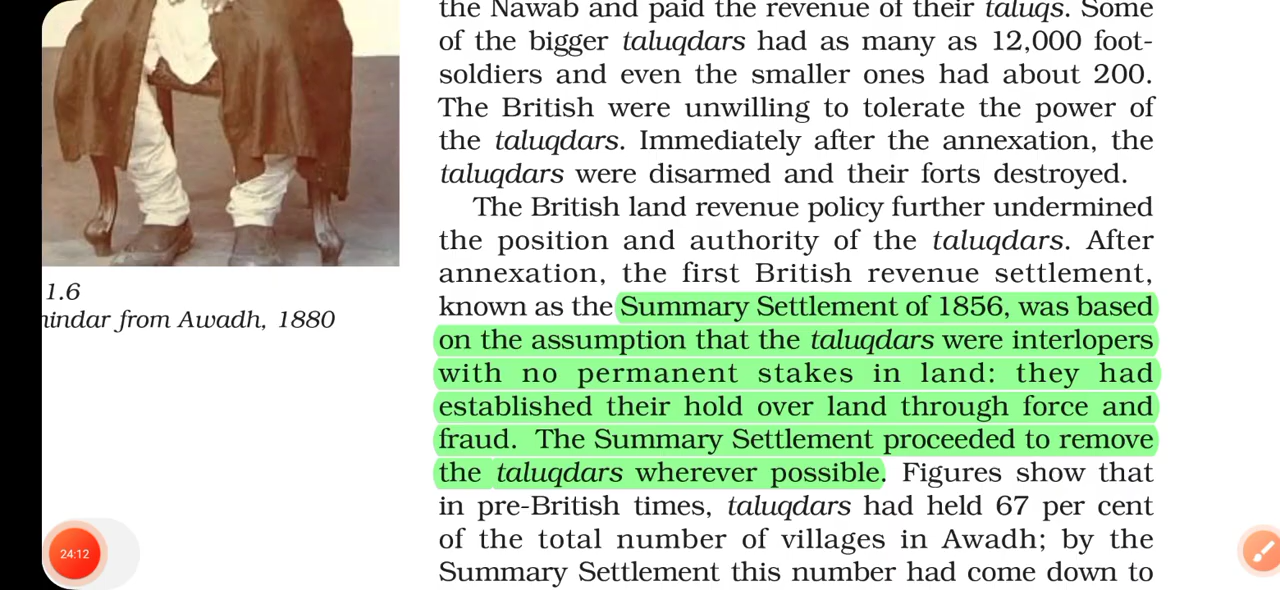 the Nawab and paid the revenue of their taluqs. Some
of the bigger taluqdars had as many as 12,000 foot-
soldiers and even the smaller ones had about 200.
The British were unwilling to tolerate the power of
the taluqdars. Immediately after the annexation, the
taluqdars were disarmed and their forts destroyed.
The British land revenue policy further undermined
the position and authority of the taluqdars. After
annexation, the first British revenue settlement,
known as the Summary Settlement of 1856, was based
on the assumption that the taluqdars were interlopers
with no permanent stakes in land: they had
established their hold over land through force and
fraud. The Summary Settlement proceeded to remove
the taluqdars wherever possible. Figures show that
in pre-British times, taluqdars had held 67 per cent
of the total number of villages in Awadh; by the
Summary Settlement this number had come down to
1.6
from Awadh, 1880
24:12